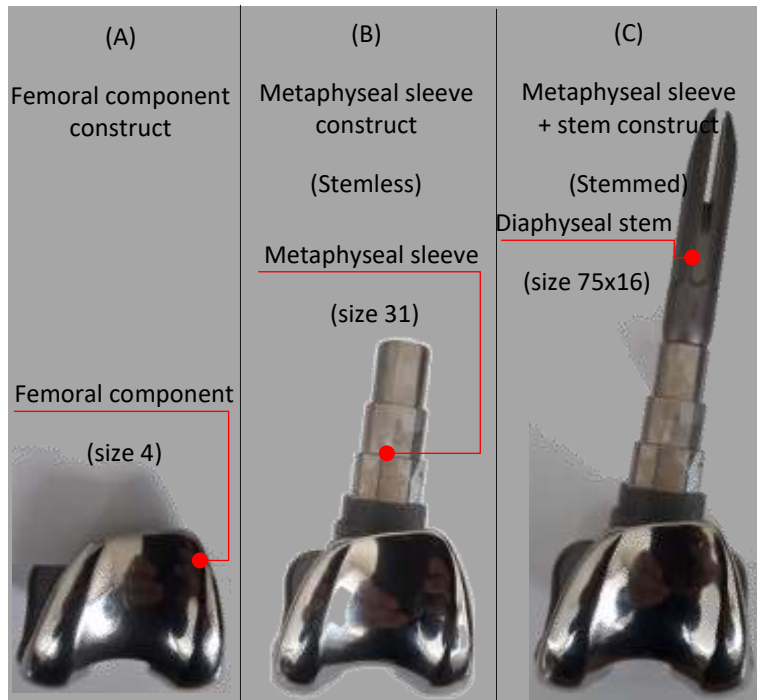 (A)
Femoral component
construct
Femoral component
(size 4)
(B)
Metaphyseal sleeve
construct
(Stemless)
Metaphyseal sleeve
(size 31)
(C)
Metaphyseal sleeve
+ stem construct
(Stemmed)
Diaphyseal stem
(size 75x16)